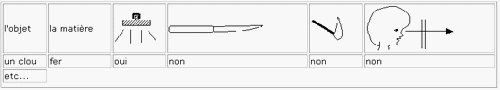 l'objet la matière
un clou fer oui non non non
etc...